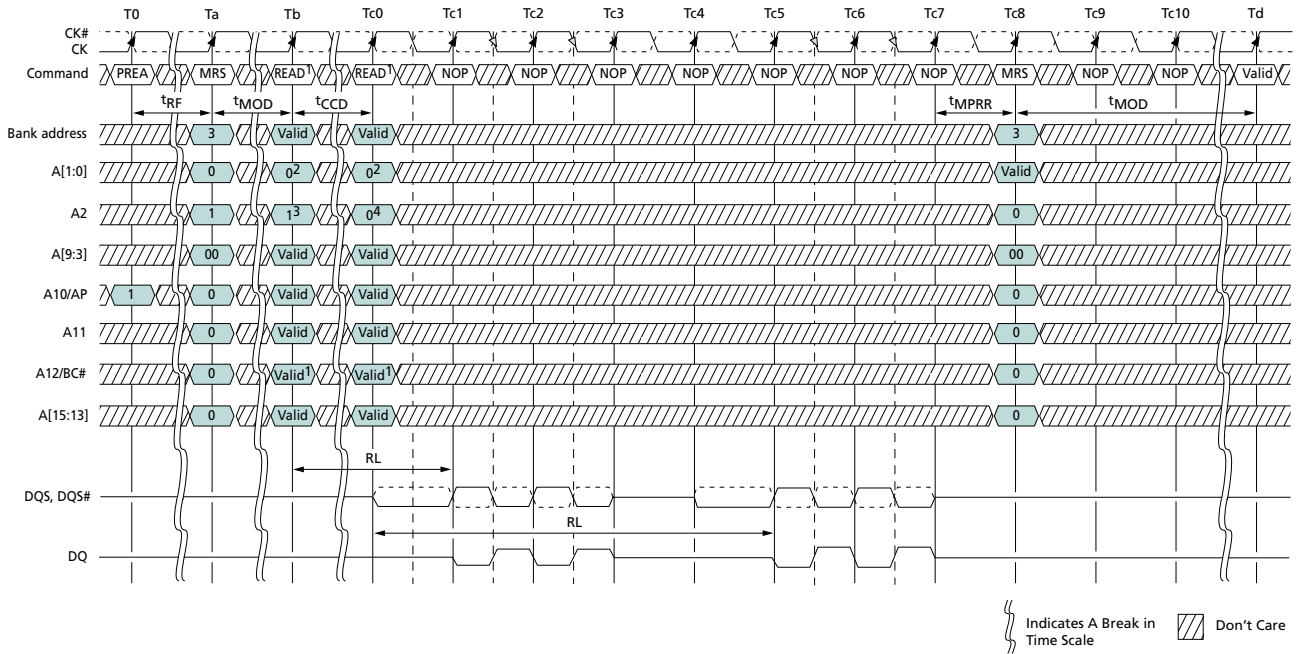 T0 Ta Tb Tc0 Tc1 Tc2 Tc3 Tc4 Tc5 Tc6 Tc7 Tc8 Tc9 Tc10 Td
CK#
CK
Command PREA MRS READ1 READ1 NOP NOP NOP NOP NOP NOP NOP MRS NOP NOP Valid
tRF tMOD tCCD tMPRR tMOD
Bank address 3 Valid Valid 3
A[1:0] 0 02 02 Valid
A2 1 13 04 0
A[9:3] 00 Valid Valid 00
A10/AP 1 0 Valid Valid 0
A11 0 Valid Valid 0
A12/BC# 0 Valid1 Valid1 0
A[15:13] 0 Valid Valid 0
RL
DQS, DQS#
RL
DQ
Indicates A Break in
Time Scale
Don't Care